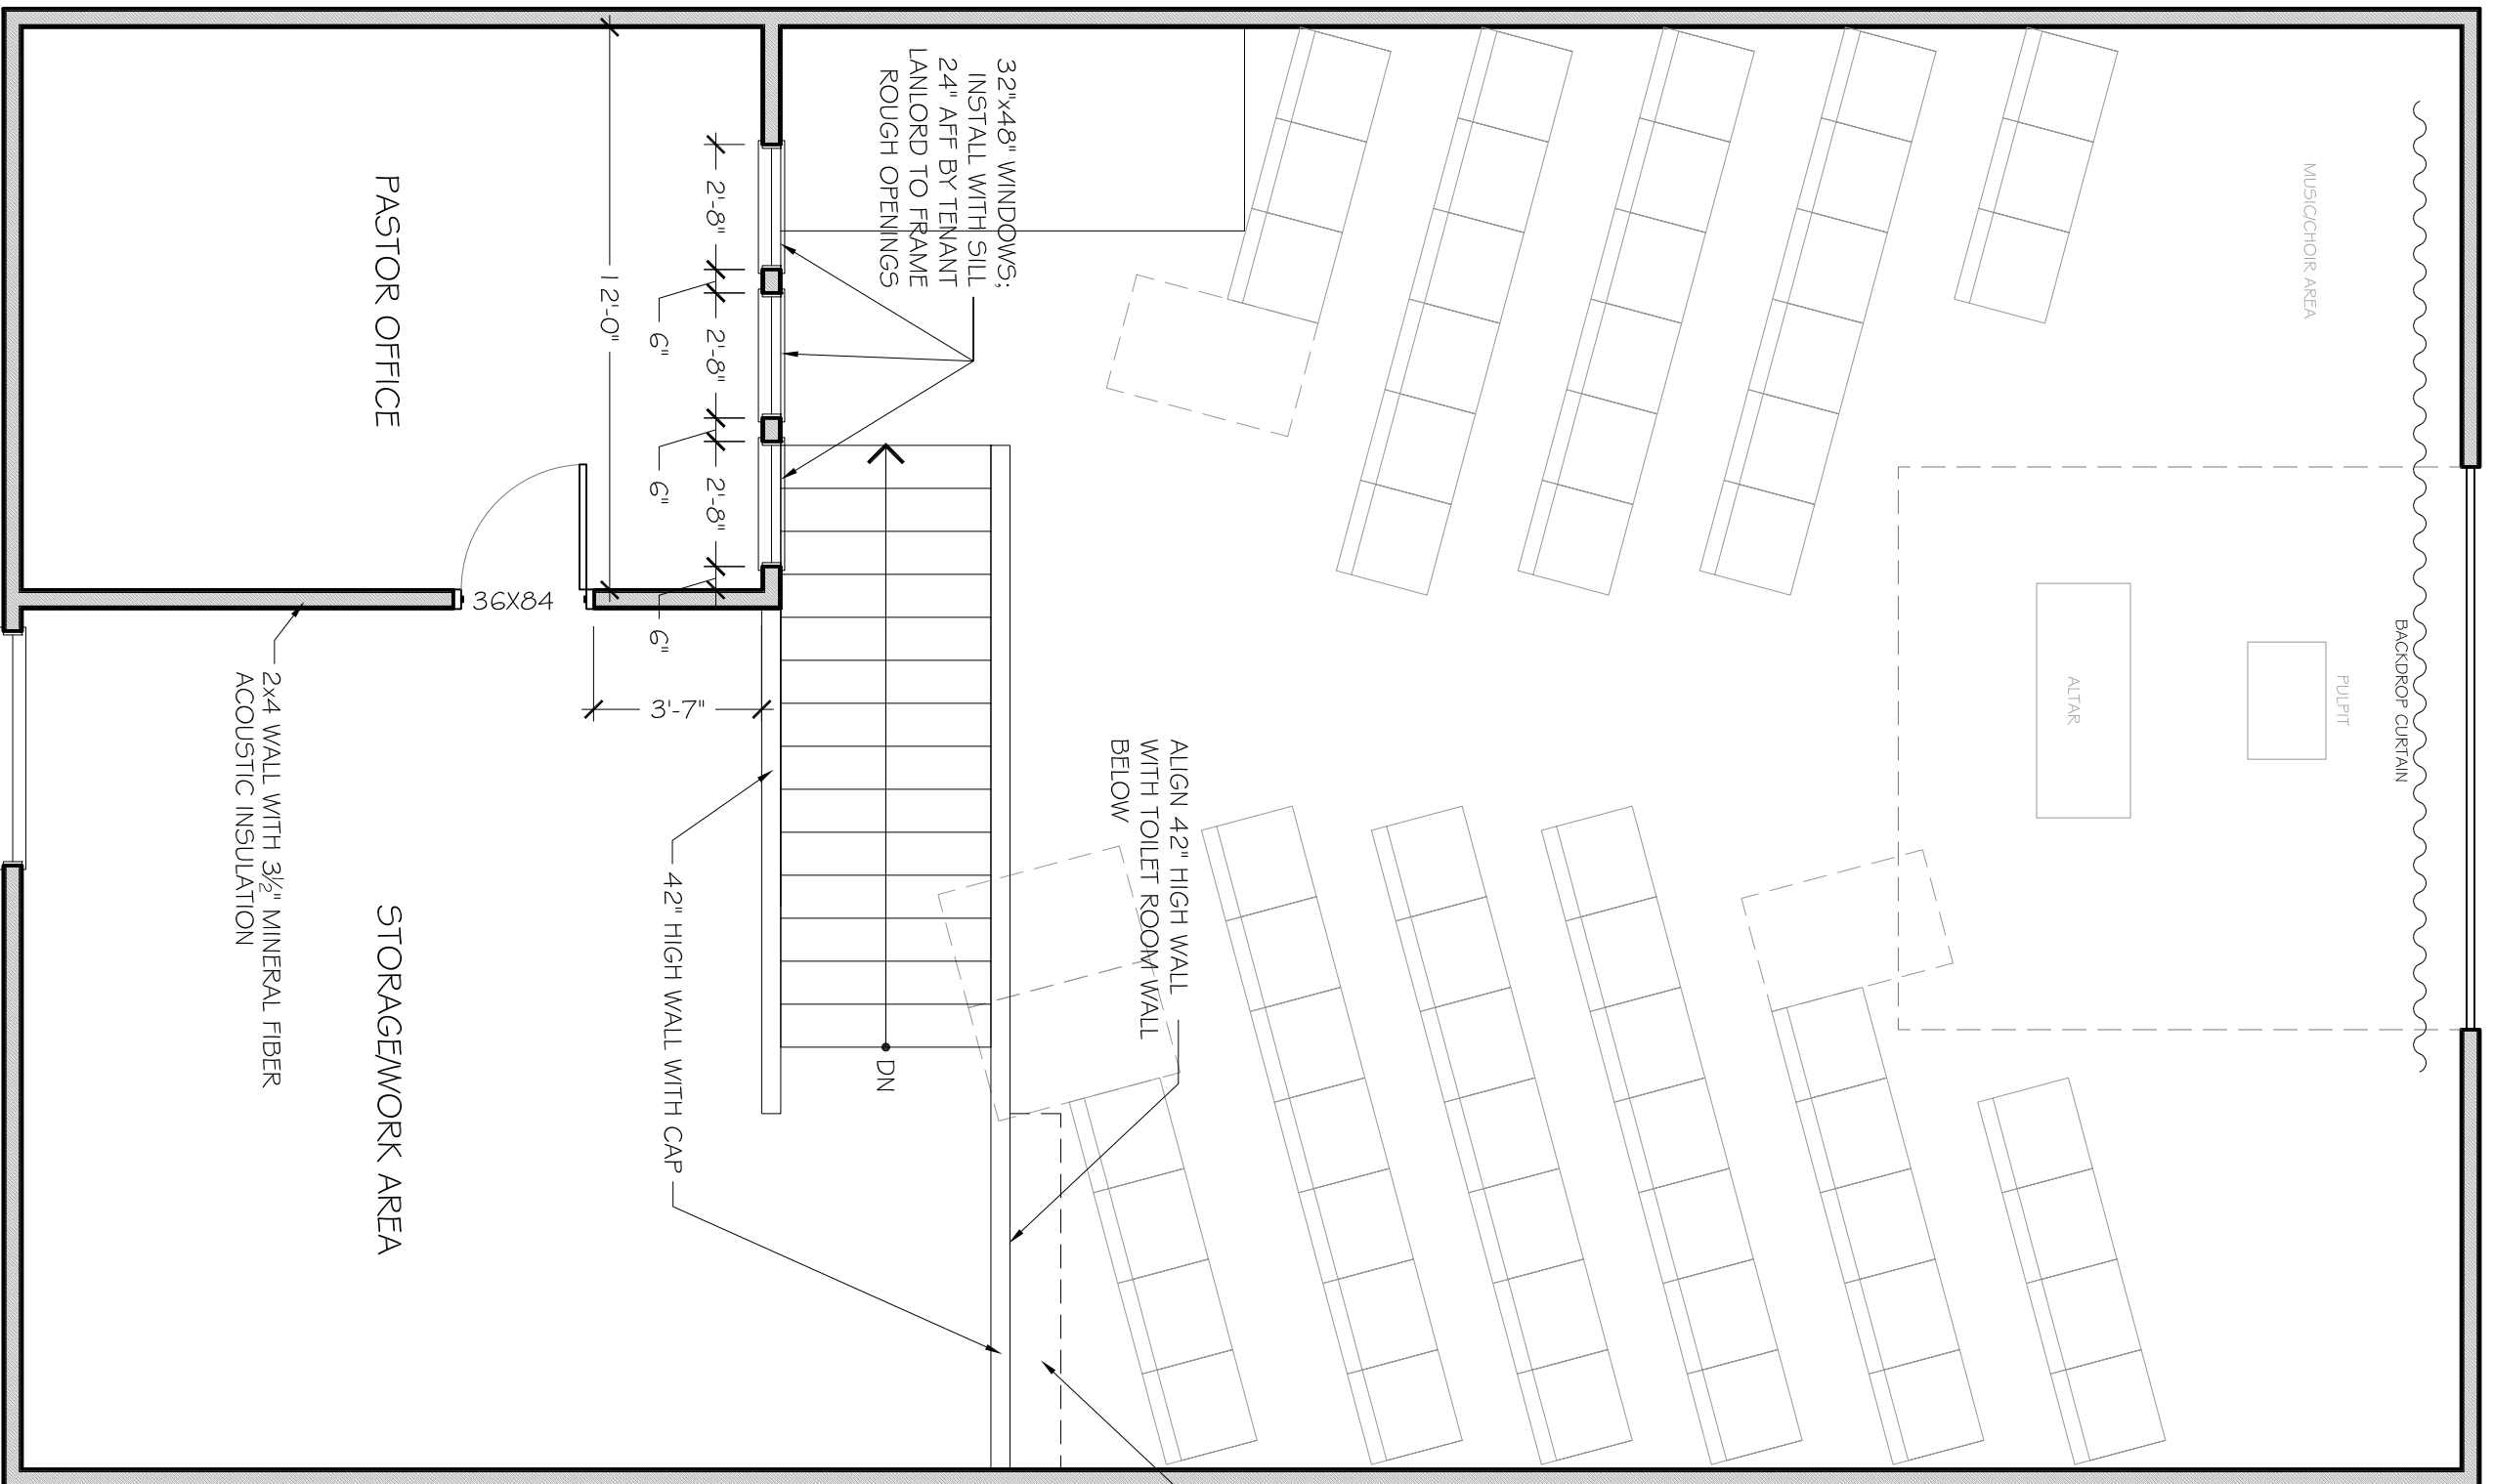 32"x48" WINDOWS;
INSTALL WITH SILL
24" AFF BY TENANT
LANLORD TO FRAME
ROUGH OPENINGS
PASTOR OFFICE
12'-0"
2'-8"
6"
2'-8"
6"
2'-8"
6"
36X84
3'-7"
2x4 WALL WITH 3½" MINERAL FIBER
ACOUSTIC INSULATION
STORAGE/WORK AREA
42" HIGH WALL WITH CAP
DN
ALIGN 42" HIGH WALL
WITH TOILET ROOM WALL
BELOW
MUSIC/CHOIR AREA
BACKDROP CURTAIN
PULPIT
ALTAR